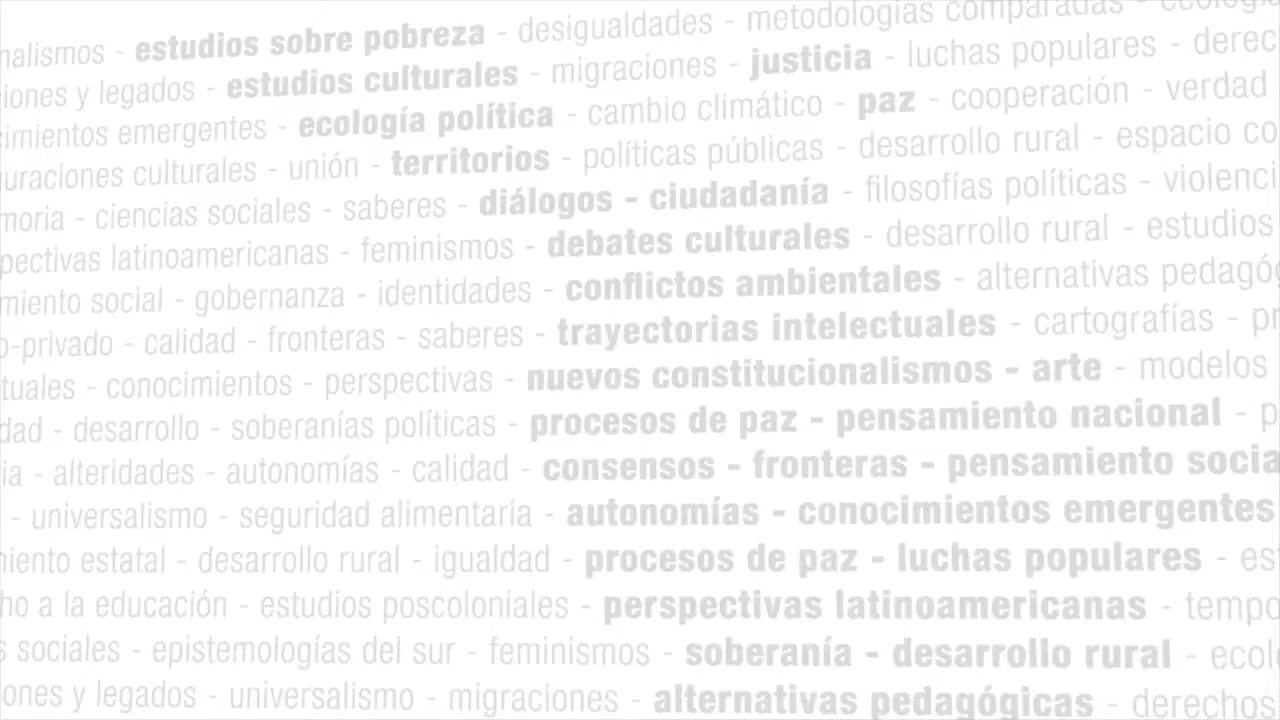 nalismos - estudios sobre pobreza - desigualdades - metodologías comparadas - ecología
iones y legados - estudios culturales - migraciones - justicia - luchas populares - derec
cimientos emergentes - ecología política - cambio climático - paz - cooperación - verdad
uraciones culturales - unión - territorios - políticas públicas - desarrollo rural - espacio co
moria - ciencias sociales - saberes - diálogos - ciudadanía - filosofías políticas - violenci
pectivas latinoamericanas - feminismos - debates culturales - desarrollo rural - estudios
miento social - gobernanza - identidades - conflictos ambientales - alternativas pedagóg
o-privado - calidad - fronteras - saberes - trayectorias intelectuales - cartografías - pr
tuales - conocimientos - perspectivas - nuevos constitucionalismos - arte - modelos
dad - desarrollo - soberanías políticas - procesos de paz - pensamiento nacional - p
ia - alteridades - autonomías - calidad - consensos - fronteras - pensamiento socia
- universalismo - seguridad alimentaría - autonomías - conocimientos emergentes
iento estatal - desarrollo rural - igualdad - procesos de paz - luchas populares - es
ho a la educación - estudios poscoloniales - perspectivas latinoamericanas - tempo
s sociales - epistemologías del sur - feminismos - soberanía - desarrollo rural - ecol
ones y legados - universalismo - migraciones - alternativas pedagógicas - derechos